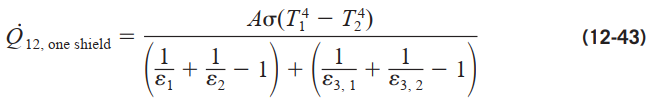 Q̇ 12, one shield = Aσ(T₁⁴ − T₂⁴) / ((1/ε₁ + 1/ε₂ − 1) + (1/ε₃, ₁ + 1/ε₃, ₂ − 1)) (12-43)